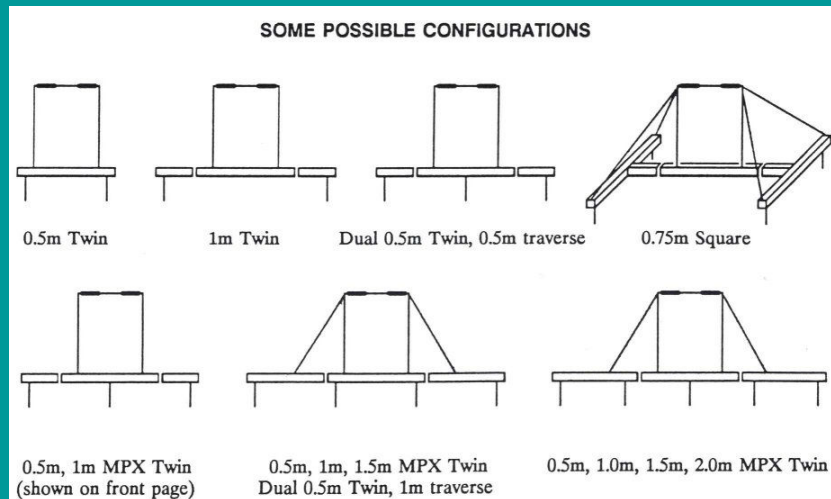 SOME POSSIBLE CONFIGURATIONS
0.5m Twin
1m Twin
Dual 0.5m Twin, 0.5m traverse
0.75m Square
0.5m, 1m MPX Twin
(shown on front page)
0.5m, 1m, 1.5m MPX Twin
Dual 0.5m Twin, 1m traverse
0.5m, 1.0m, 1.5m, 2.0m MPX Twin